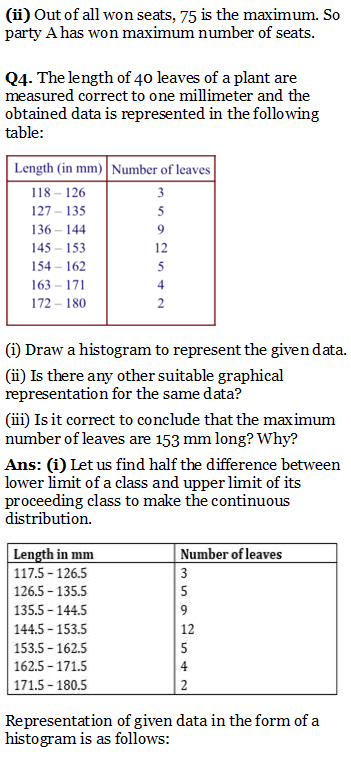 (ii) Out of all won seats, 75 is the maximum. So
party A has won maximum number of seats.
Q4. The length of 40 leaves of a plant are
measured correct to one millimeter and the
obtained data is represented in the following
table:
Length (in mm) Number of leaves
118 – 126 3
127 – 135 5
136 – 144 9
145 – 153 12
154 – 162 5
163 – 171 4
172 – 180 2
(i) Draw a histogram to represent the given data.
(ii) Is there any other suitable graphical
representation for the same data?
(iii) Is it correct to conclude that the maximum
number of leaves are 153 mm long? Why?
Ans: (i) Let us find half the difference between
lower limit of a class and upper limit of its
proceeding class to make the continuous
distribution.
Length in mm Number of leaves
117.5 – 126.5 3
126.5 – 135.5 5
135.5 – 144.5 9
144.5 – 153.5 12
153.5 – 162.5 5
162.5 – 171.5 4
171.5 – 180.5 2
Representation of given data in the form of a
histogram is as follows: